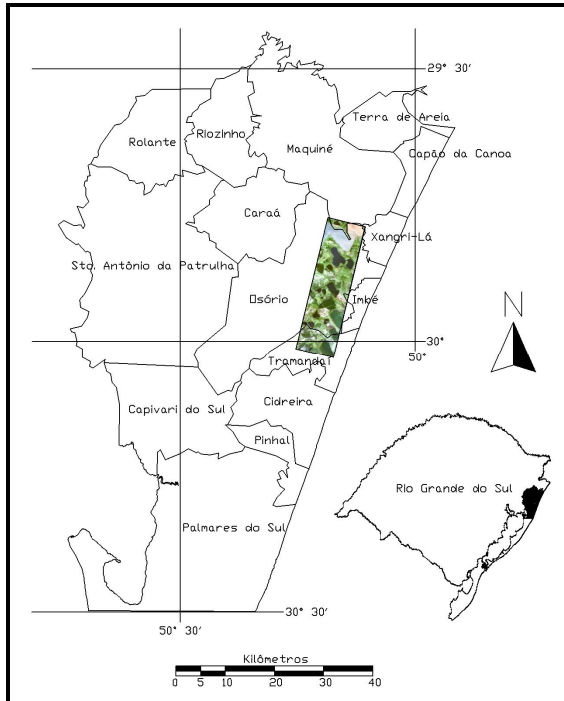 29° 30'
Terra de Areia
Riozinho
Rolante
Maquiné
Capão da Canoa
Caraá
Xangri-Lá
Sto. Antônio da Patrulha
Osório
Imbé
N
30°
50°
Tramandaí
Cidreira
Capivari do Sul
Pinhal
Rio Grande do Sul
Palmares do Sul
30° 30'
50° 30'
Kilômetros
0 5 10 20 30 40